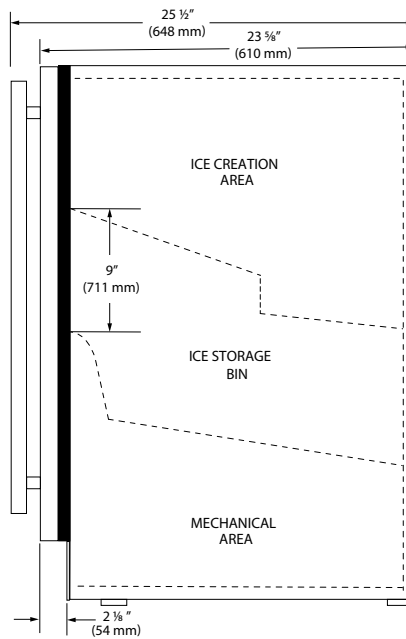 25 ½"
(648 mm)
23 ⅝"
(610 mm)
ICE CREATION
AREA
9"
(711 mm)
ICE STORAGE
BIN
MECHANICAL
AREA
2 ⅛"
(54 mm)